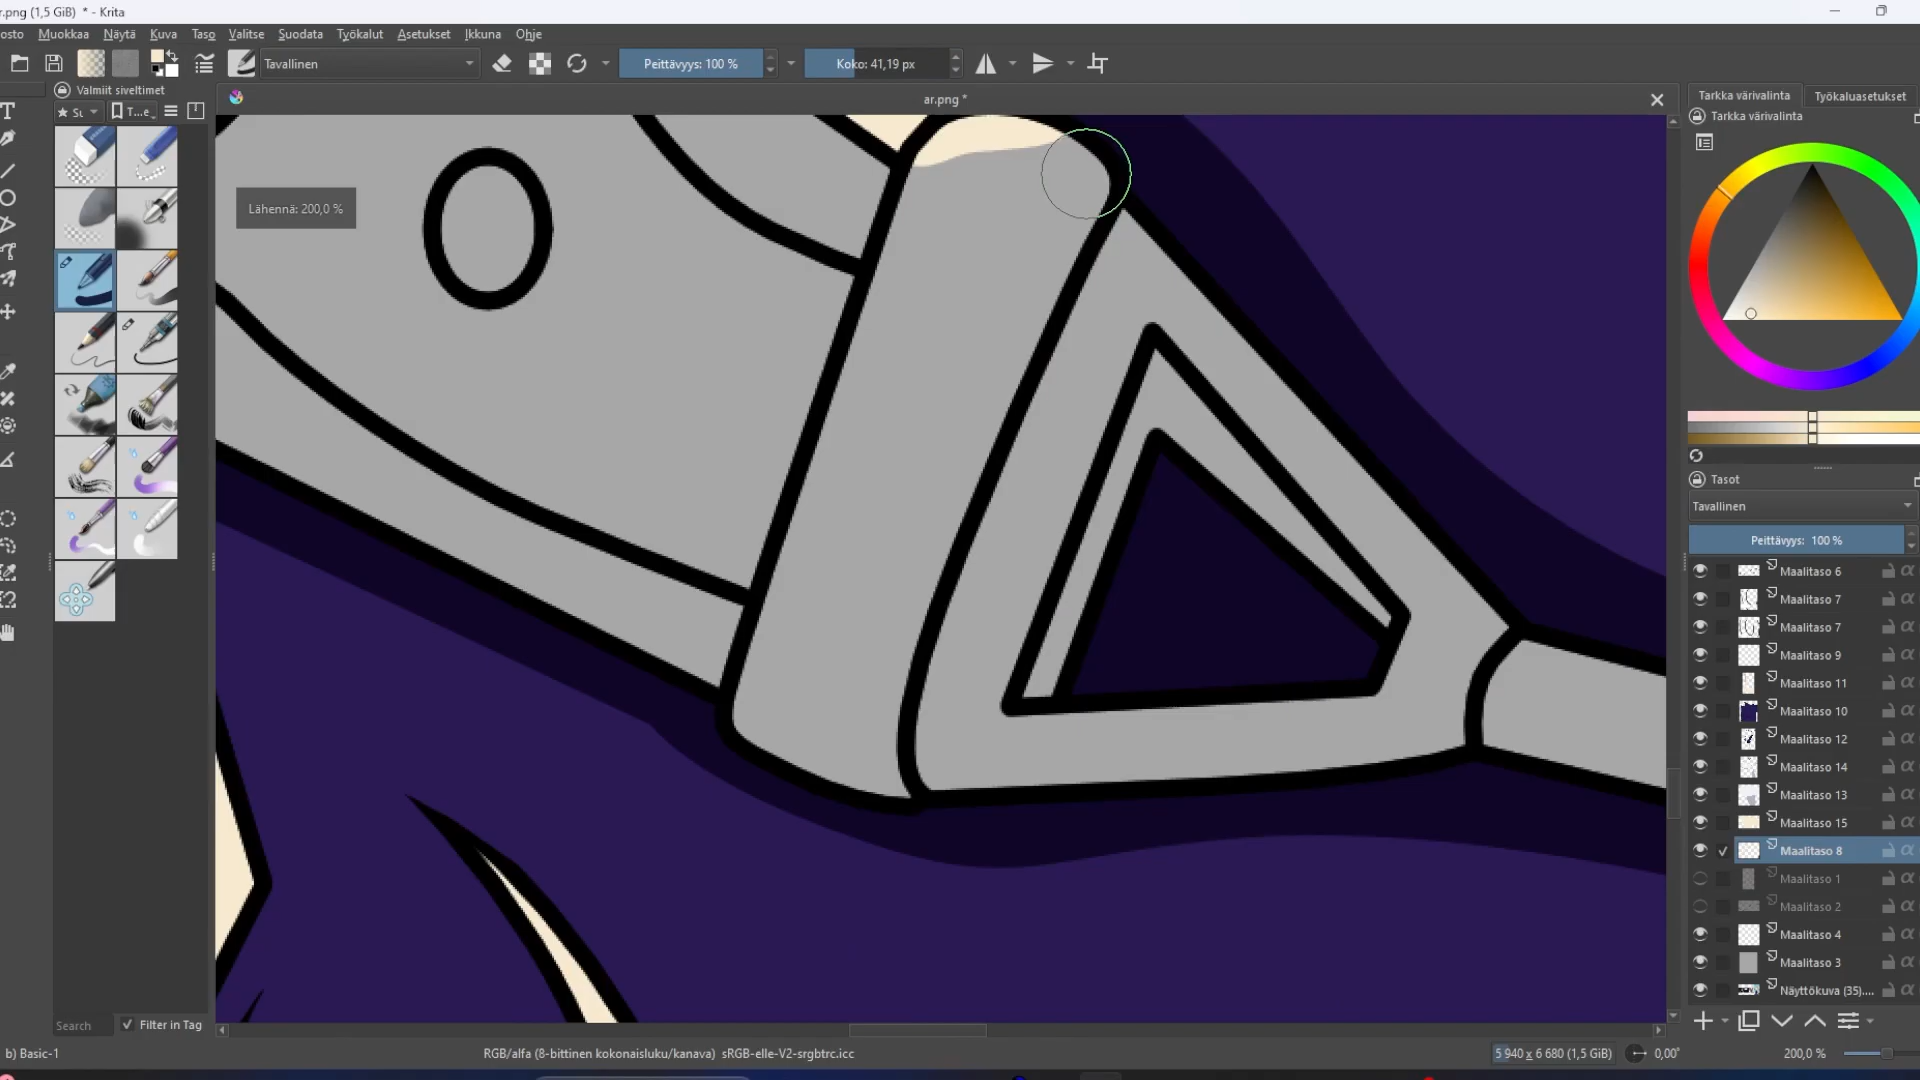 r.png (1,5 GiB) * - Krita
osto Muokkaa Näytä Kuva Taso Valitse Suodata Työkalut Asetukset Ikkuna Ohje
Tavallinen
Peittävyys: 100 %
Koko: 41,19 px
Valmiit siveltimet
ar.png *
St
T...e...
Lähennä: 200,0 %
Tarkka värivalinta
Työkaluasetukset
Tarkka värivalinta
Tasot
Tavallinen
Peittävyys: 100 %
Maalitaso 6
Maalitaso 7
Maalitaso 7
Maalitaso 9
Maalitaso 11
Maalitaso 10
Maalitaso 12
Maalitaso 14
Maalitaso 13
Maalitaso 15
Maalitaso 8
Maalitaso 1
Maalitaso 2
Maalitaso 4
Maalitaso 3
Näyttökuva (35)....
Search
Filter in Tag
b) Basic-1
RGB/alfa (8-bittinen kokonaisluku/kanava) sRGB-elle-V2-srgbtrc.icc
5 940 x 6 680 (1,5 GiB)
0,00°
200,0 %